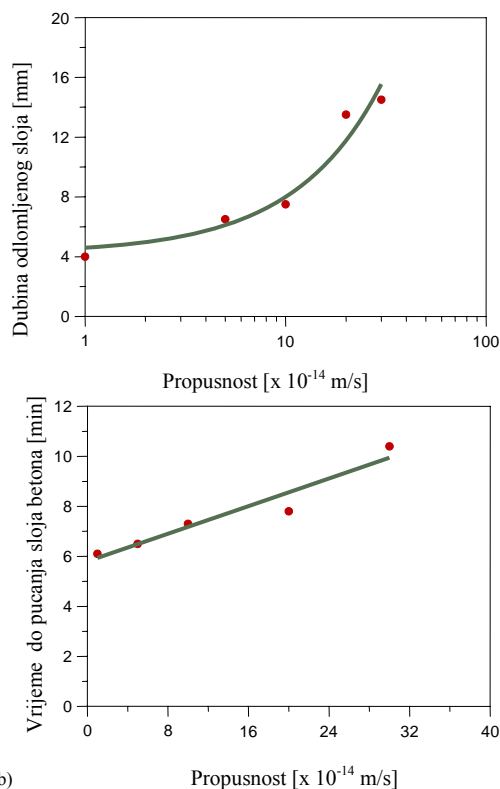 Dubina odlomljenog sloja [mm]
20
16
12
8
4
0
1 10 100
Propusnost [x 10⁻¹⁴ m/s]
Vrijeme do pucanja sloja betona [min]
12
10
8
6
4
2
0
0 8 16 24 32 40
b)
Propusnost [x 10⁻¹⁴ m/s]